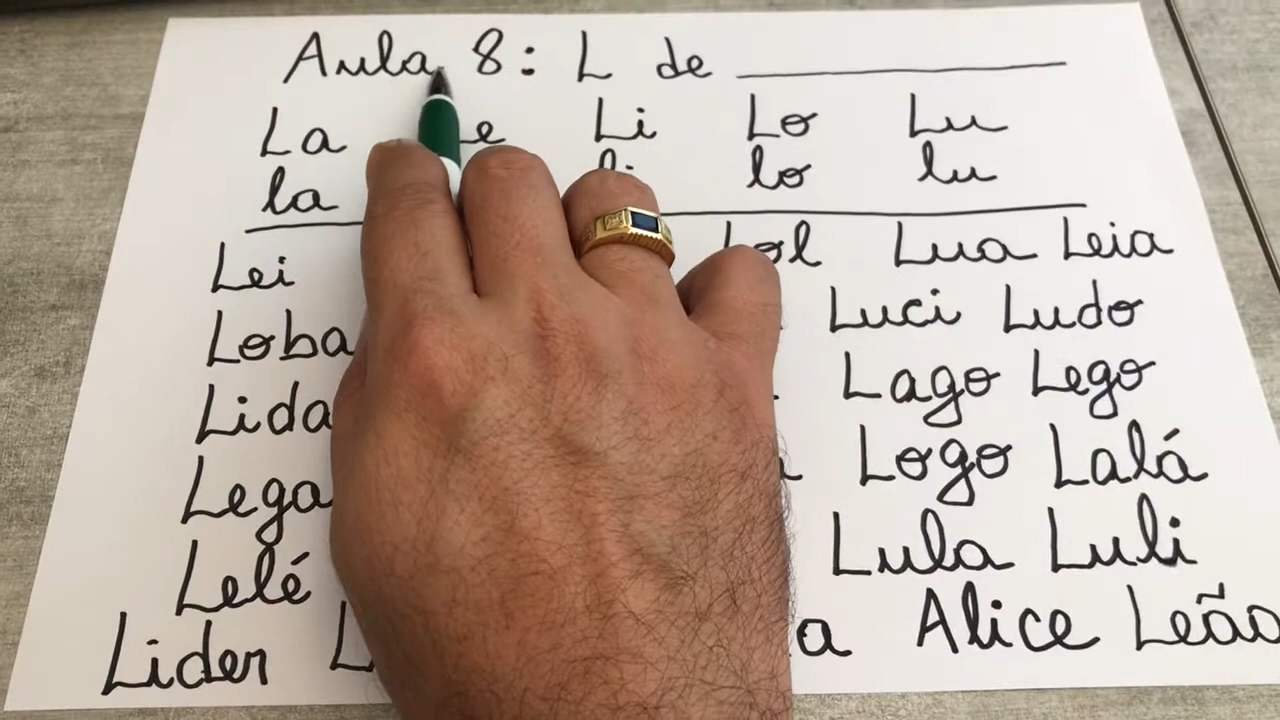 Aula 8: L de
La Li Lo Lu
la lo lu
Lei Lua Leia
Loba Luci Ludo
Lida Lago Lego
Lega Logo Lalá
Lelé Lula Luli
Lider Alice Leão